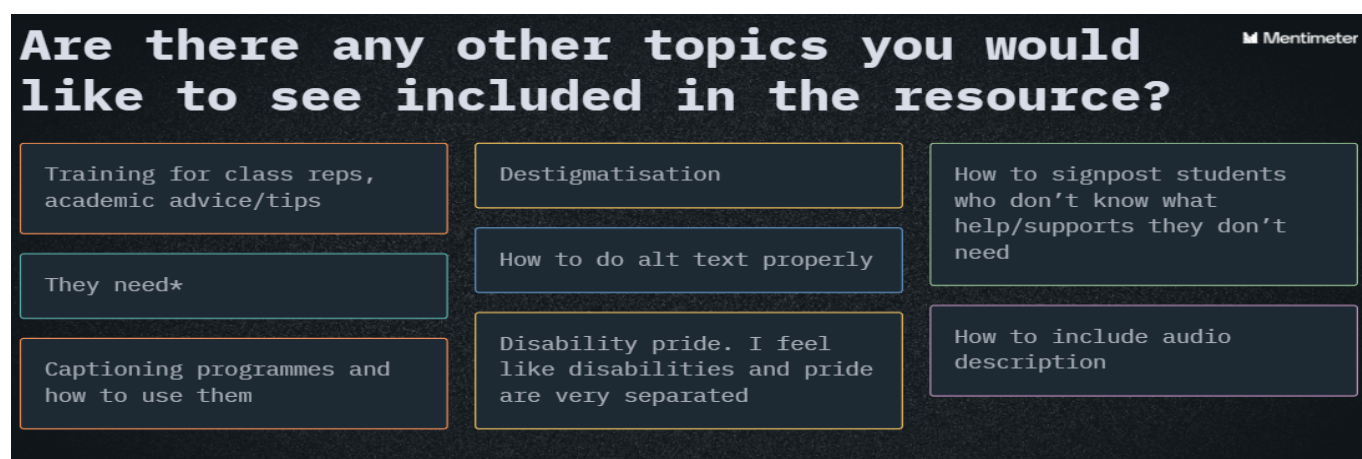 Are there any other topics you would
like to see included in the resource?
Mentimeter
Training for class reps,
academic advice/tips
Destigmatisation
How to signpost students
who don’t know what
help/supports they don’t
need
They need*
How to do alt text properly
Captioning programmes and
how to use them
Disability pride. I feel
like disabilities and pride
are very separated
How to include audio
description